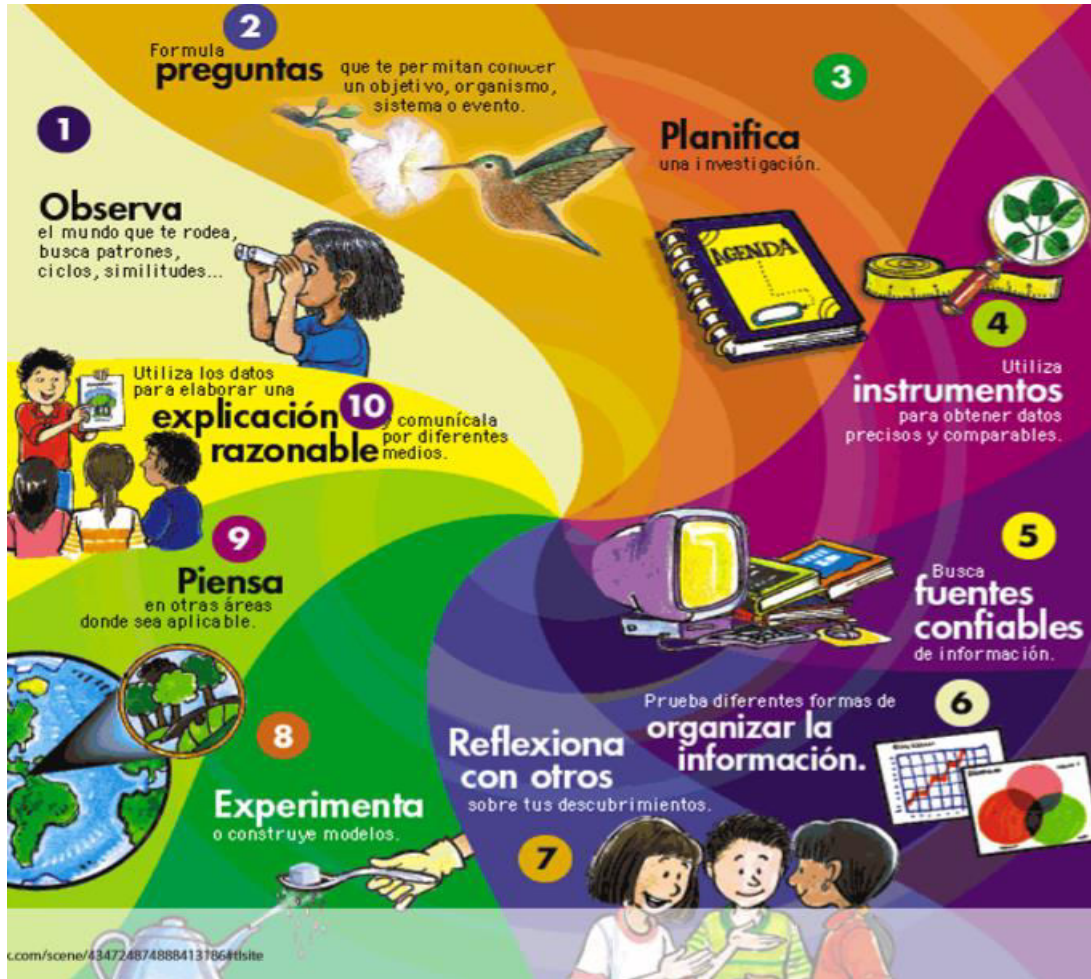 1
Observa
el mundo que te rodea,
busca patrones,
ciclos, similitudes...
2
Formula
preguntas
que te permitan conocer
un objetivo, organismo,
sistema o evento.
3
Planifica
una investigación.
AGENDA
4
Utiliza
instrumentos
para obtener datos
precisos y comparables.
5
Busca
fuentes
confiables
de información.
6
Prueba diferentes formas de
organizar la
información.
7
Reflexiona
con otros
sobre tus descubrimientos.
8
Experimenta
o construye modelos.
9
Piensa
en otras áreas
donde sea aplicable.
10
Utiliza los datos
para elaborar una
explicación
razonable
y comunícala
por diferentes
medios.